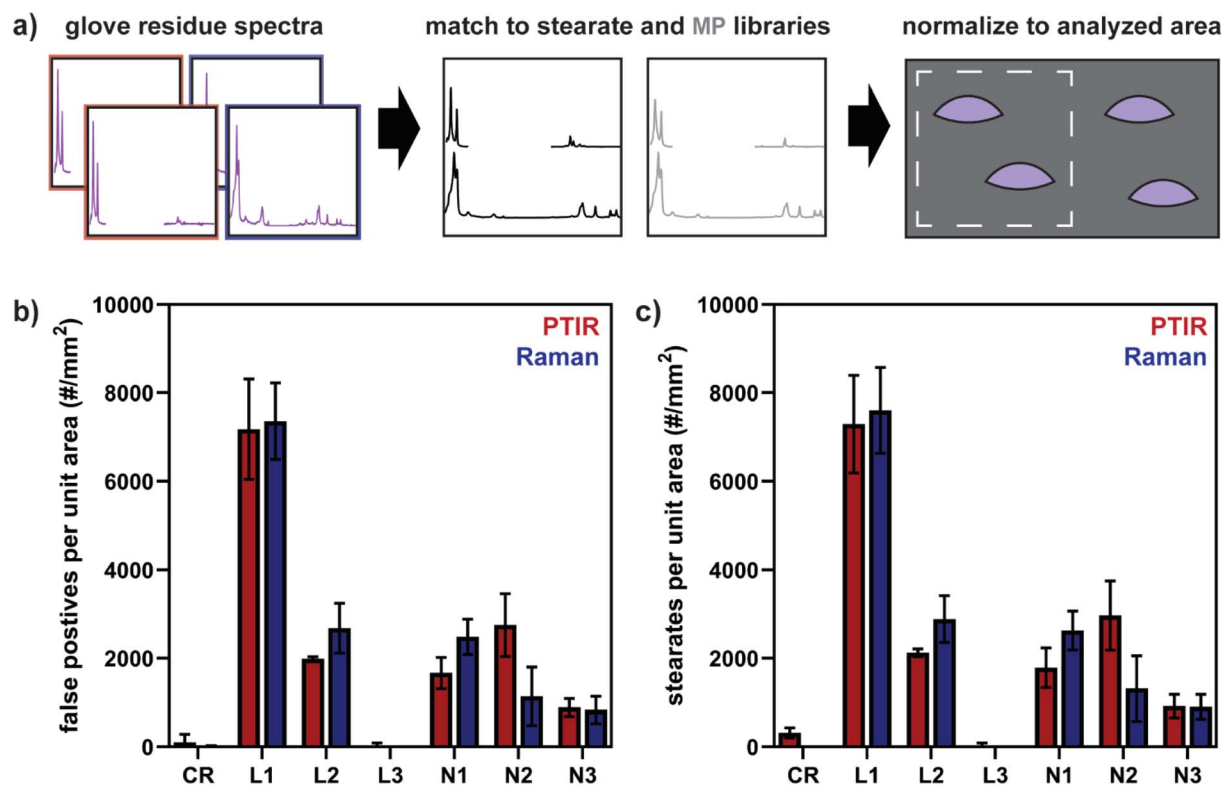 a) glove residue spectra match to stearate and MP libraries normalize to analyzed area
b)
false postives per unit area (#/mm²)
10000
8000
6000
4000
2000
0
PTIR
Raman
CR L1 L2 L3 N1 N2 N3
c)
stearates per unit area (#/mm²)
10000
8000
6000
4000
2000
0
PTIR
Raman
CR L1 L2 L3 N1 N2 N3